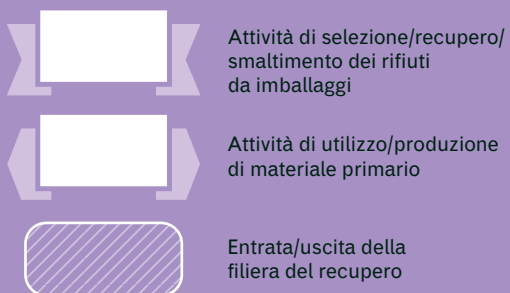 Attività di selezione/recupero/
smaltimento dei rifiuti
da imballaggi
Attività di utilizzo/produzione
di materiale primario
Entrata/uscita della
filiera del recupero